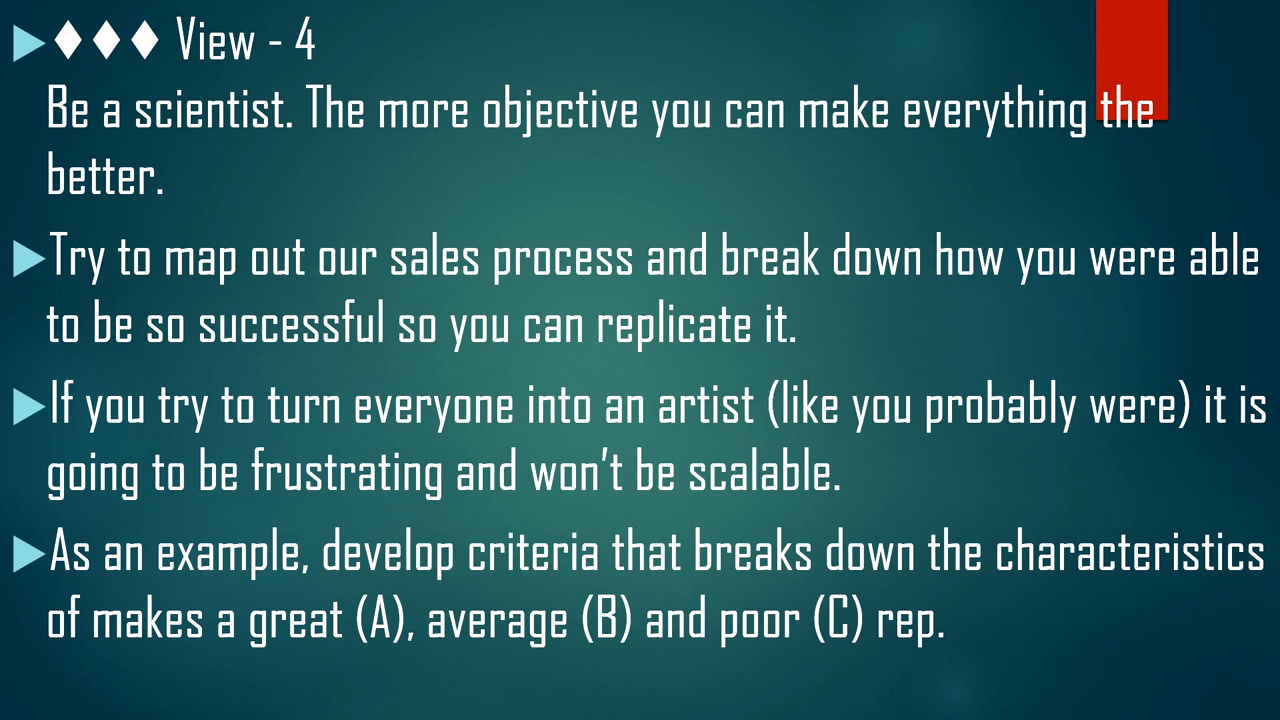 ♦♦♦ View - 4
Be a scientist. The more objective you can make everything the
better.
Try to map out our sales process and break down how you were able
to be so successful so you can replicate it.
If you try to turn everyone into an artist (like you probably were) it is
going to be frustrating and won't be scalable.
As an example, develop criteria that breaks down the characteristics
of makes a great (A), average (B) and poor (C) rep.